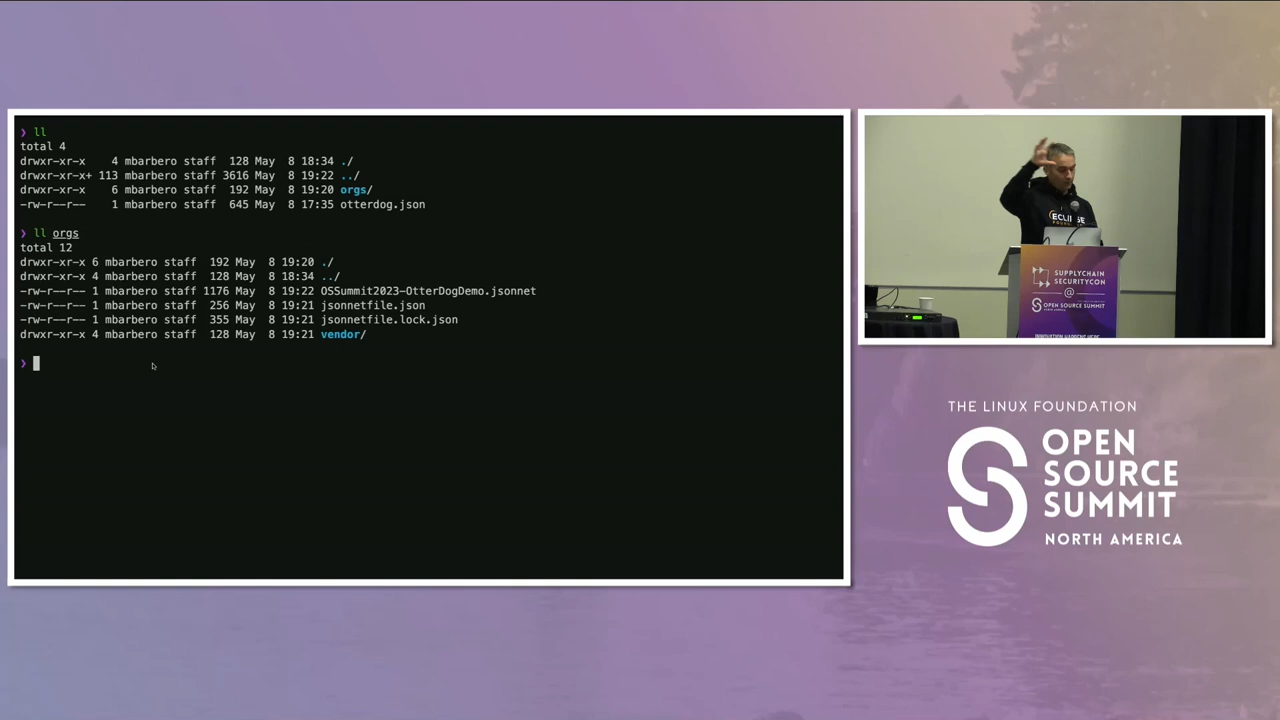 ❯ ll
total 4
drwxr-xr-x    4 mbarbero staff  128 May  8 18:34 ./
drwxr-xr-x+ 113 mbarbero staff 3616 May  8 19:22 ../
drwxr-xr-x    6 mbarbero staff  192 May  8 19:20 orgs/
-rw-r--r--    1 mbarbero staff  645 May  8 17:35 otterdog.json
❯ ll orgs
total 12
drwxr-xr-x 6 mbarbero staff  192 May  8 19:20 ./
drwxr-xr-x 4 mbarbero staff  128 May  8 18:34 ../
-rw-r--r-- 1 mbarbero staff 1176 May  8 19:22 OSSummit2023-OtterDogDemo.jsonnet
-rw-r--r-- 1 mbarbero staff  256 May  8 19:21 jsonnetfile.json
-rw-r--r-- 1 mbarbero staff  355 May  8 19:21 jsonnetfile.lock.json
drwxr-xr-x 4 mbarbero staff  128 May  8 19:21 vendor/
❯
ECLIPSE
SUPPLYCHAIN
SECURITYCON
@
OPEN SOURCE SUMMIT
INNOVATION HAPPENS HERE
THE LINUX FOUNDATION
OPEN
SOURCE
SUMMIT
NORTH AMERICA